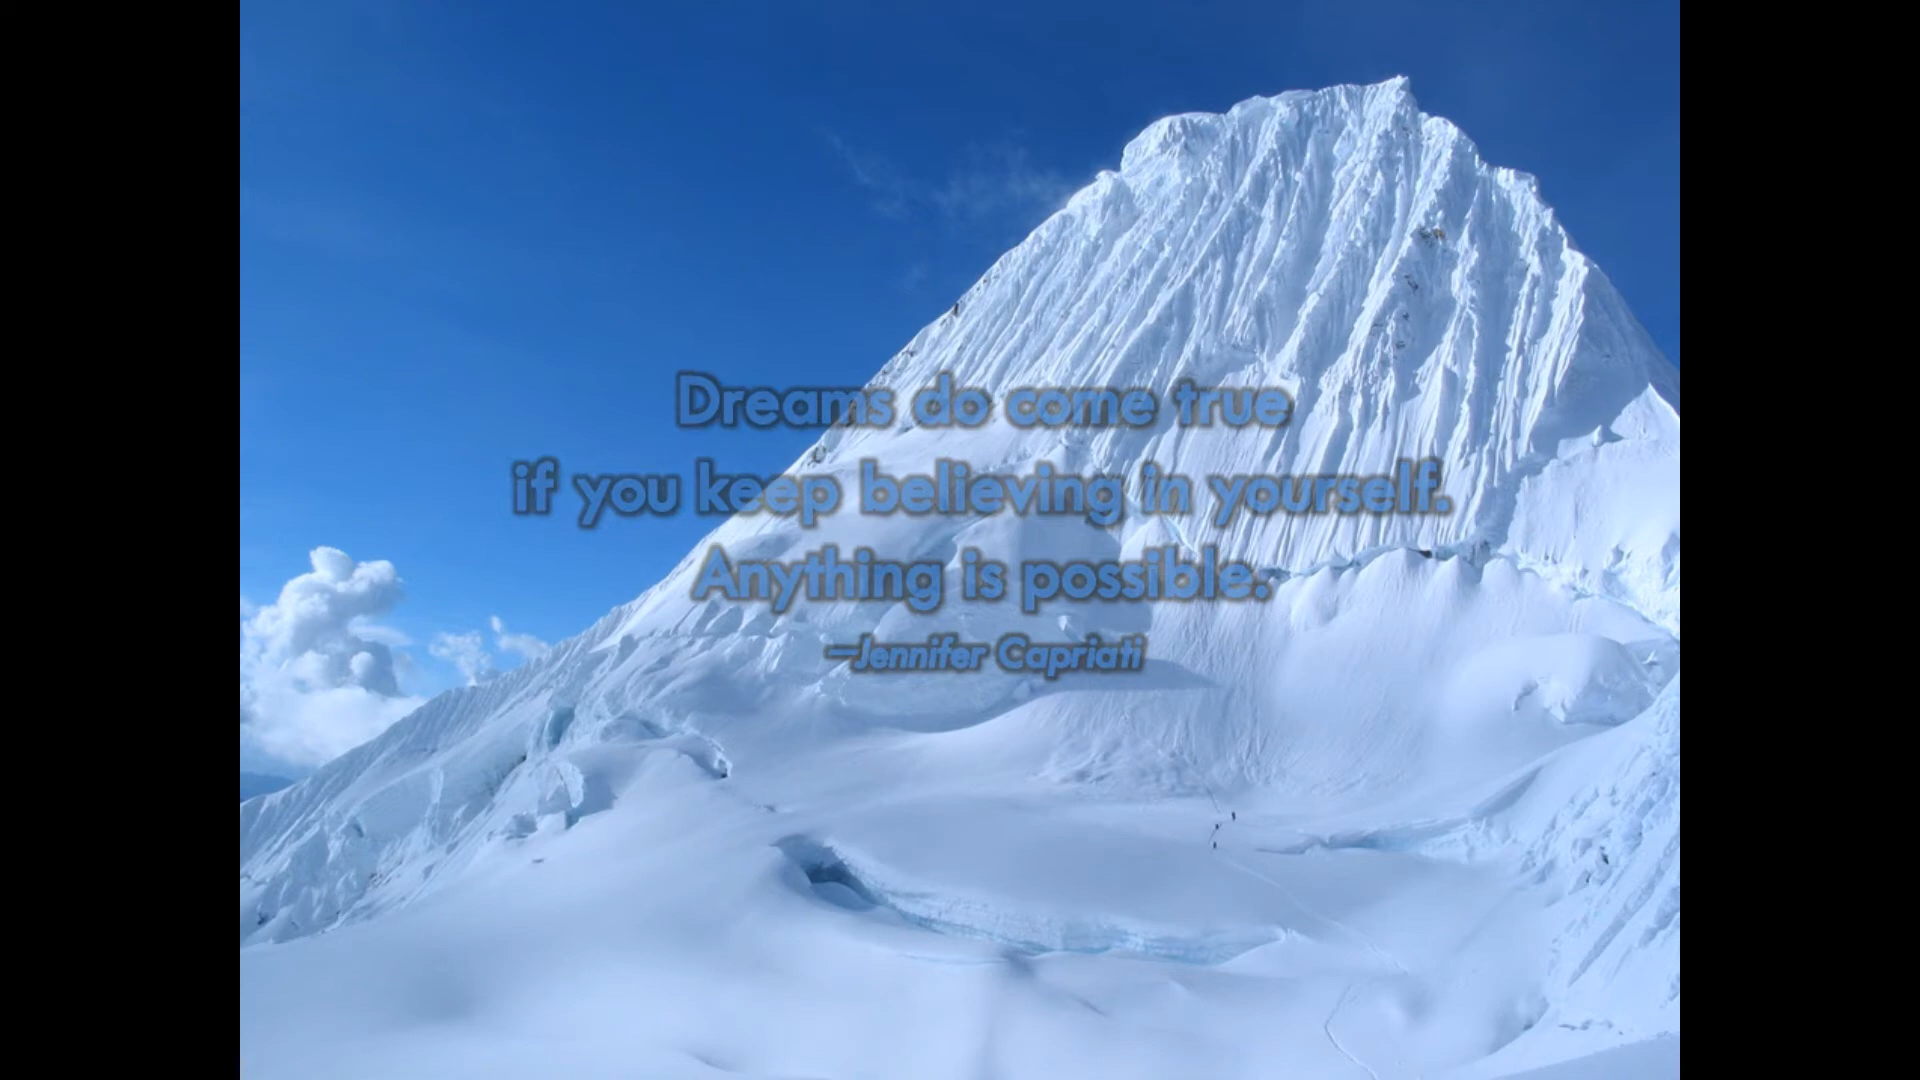 Dreams do come true
if you keep believing in yourself.
Anything is possible.
—Jennifer Capriati